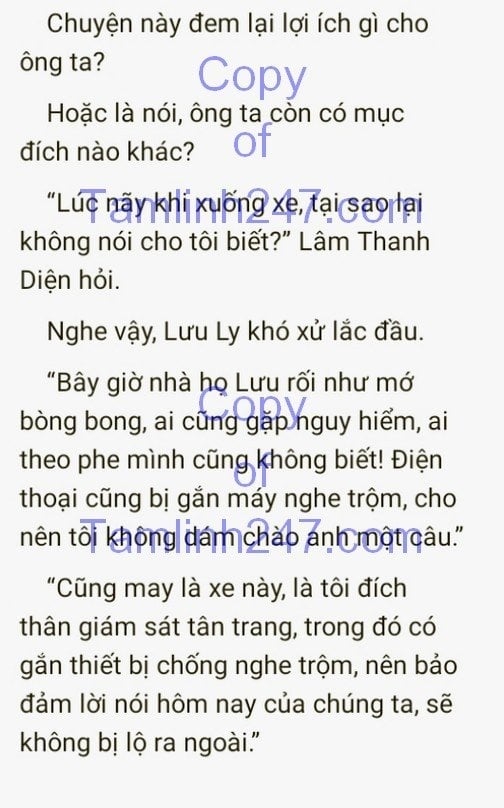 Chuyện này đem lại lợi ích gì cho
ông ta?
Copy
Hoặc là nói, ông ta còn có mục
of
đích nào khác?
Tamlinh247.com
“Lúc nãy khi xuống xe, tại sao lại
không nói cho tôi biết?” Lâm Thanh
Diện hỏi.
Nghe vậy, Lưu Ly khó xử lắc đầu.
“Bây giờ nhà họ Lưu rối như mớ
Copy
bòng bong, ai cũng gặp nguy hiểm, ai
theo phe mình cũng không biết! Điện
of
thoại cũng bị gắn máy nghe trộm, cho
Tamlinh247.com
nên tôi không dám chào anh một câu.”
“Cũng may là xe này, là tôi đích
thân giám sát tân trang, trong đó có
gắn thiết bị chống nghe trộm, nên bảo
đảm lời nói hôm nay của chúng ta, sẽ
không bị lộ ra ngoài.”